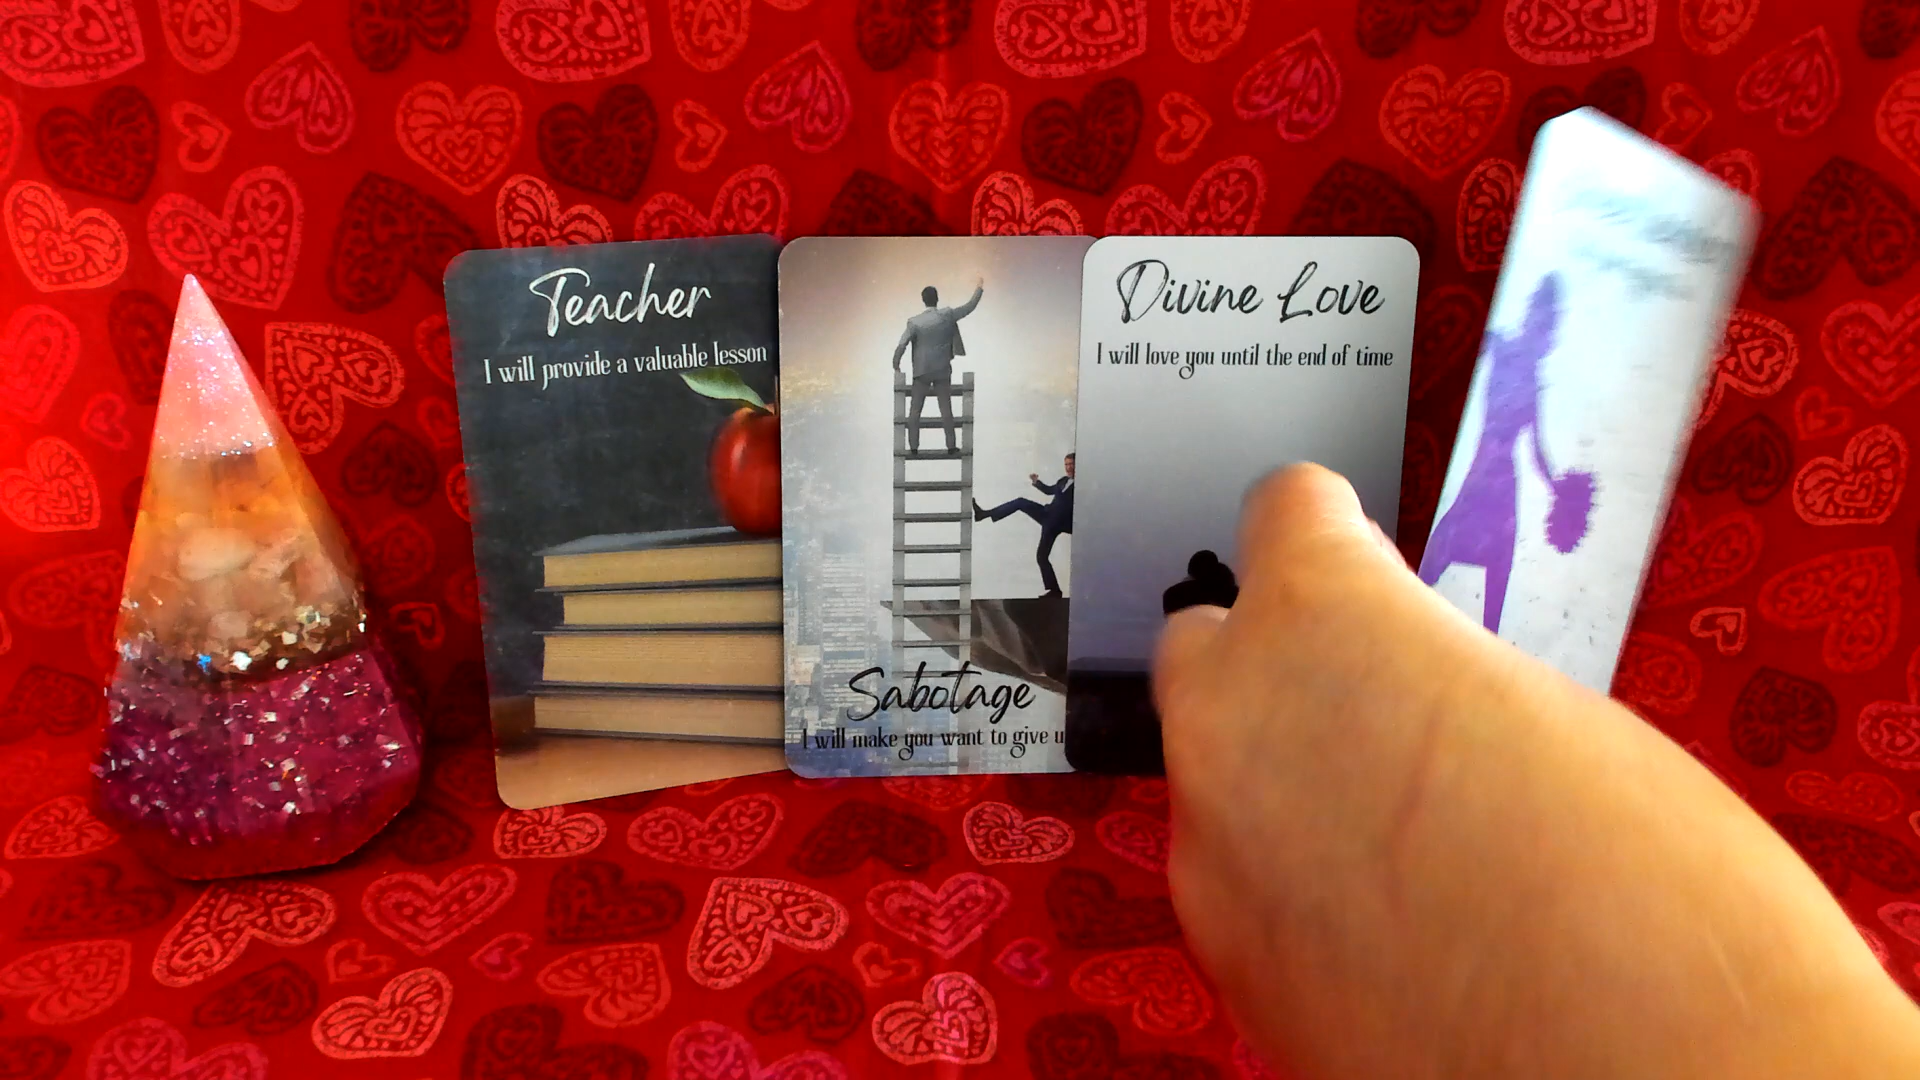 Teacher
I will provide a valuable lesson
Sabotage
I will make you want to give u
Divine Love
I will love you until the end of time